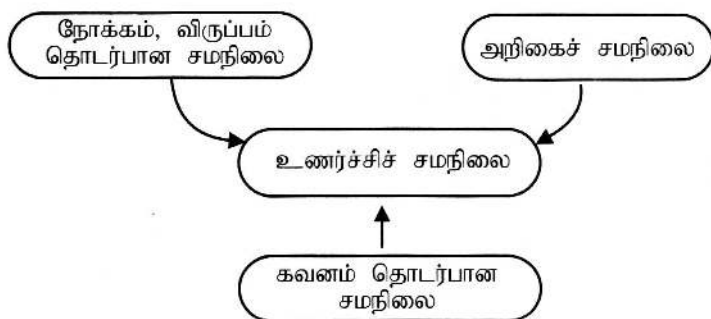 நோக்கம், விருப்பம்
தொடர்பான சமநிலை
அறிகைச் சமநிலை
உணர்ச்சிச் சமநிலை
கவனம் தொடர்பான
சமநிலை